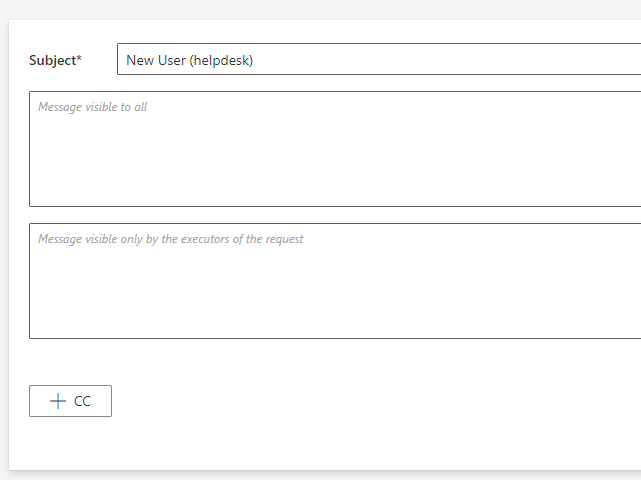 Subject*
New User (helpdesk)
Message visible to all
Message visible only by the executors of the request
CC